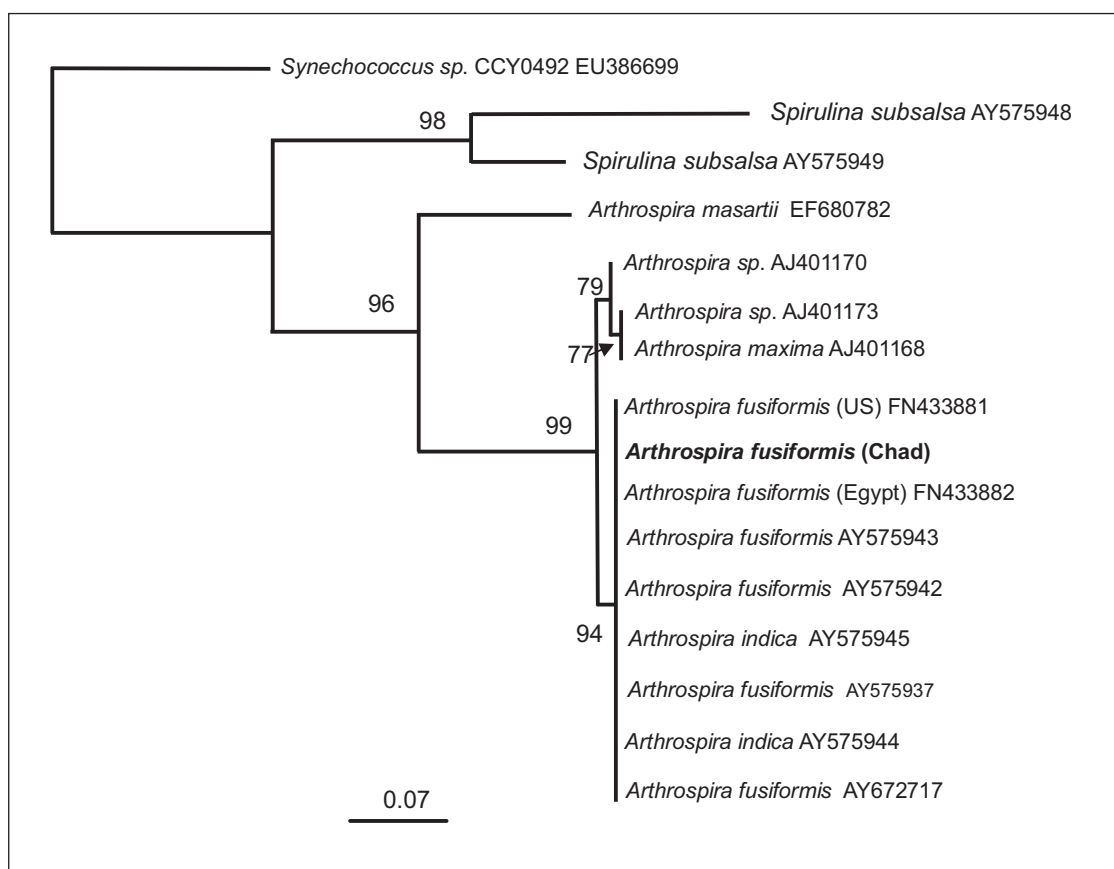 Synechococcus sp. CCY0492 EU386699
98
Spirulina subsalsa AY575948
Spirulina subsalsa AY575949
Arthrospira masartii EF680782
96
Arthrospira sp. AJ401170
79
Arthrospira sp. AJ401173
77
Arthrospira maxima AJ401168
Arthrospira fusiformis (US) FN433881
99
Arthrospira fusiformis (Chad)
Arthrospira fusiformis (Egypt) FN433882
Arthrospira fusiformis AY575943
Arthrospira fusiformis AY575942
94
Arthrospira indica AY575945
Arthrospira fusiformis AY575937
Arthrospira indica AY575944
Arthrospira fusiformis AY672717
0.07